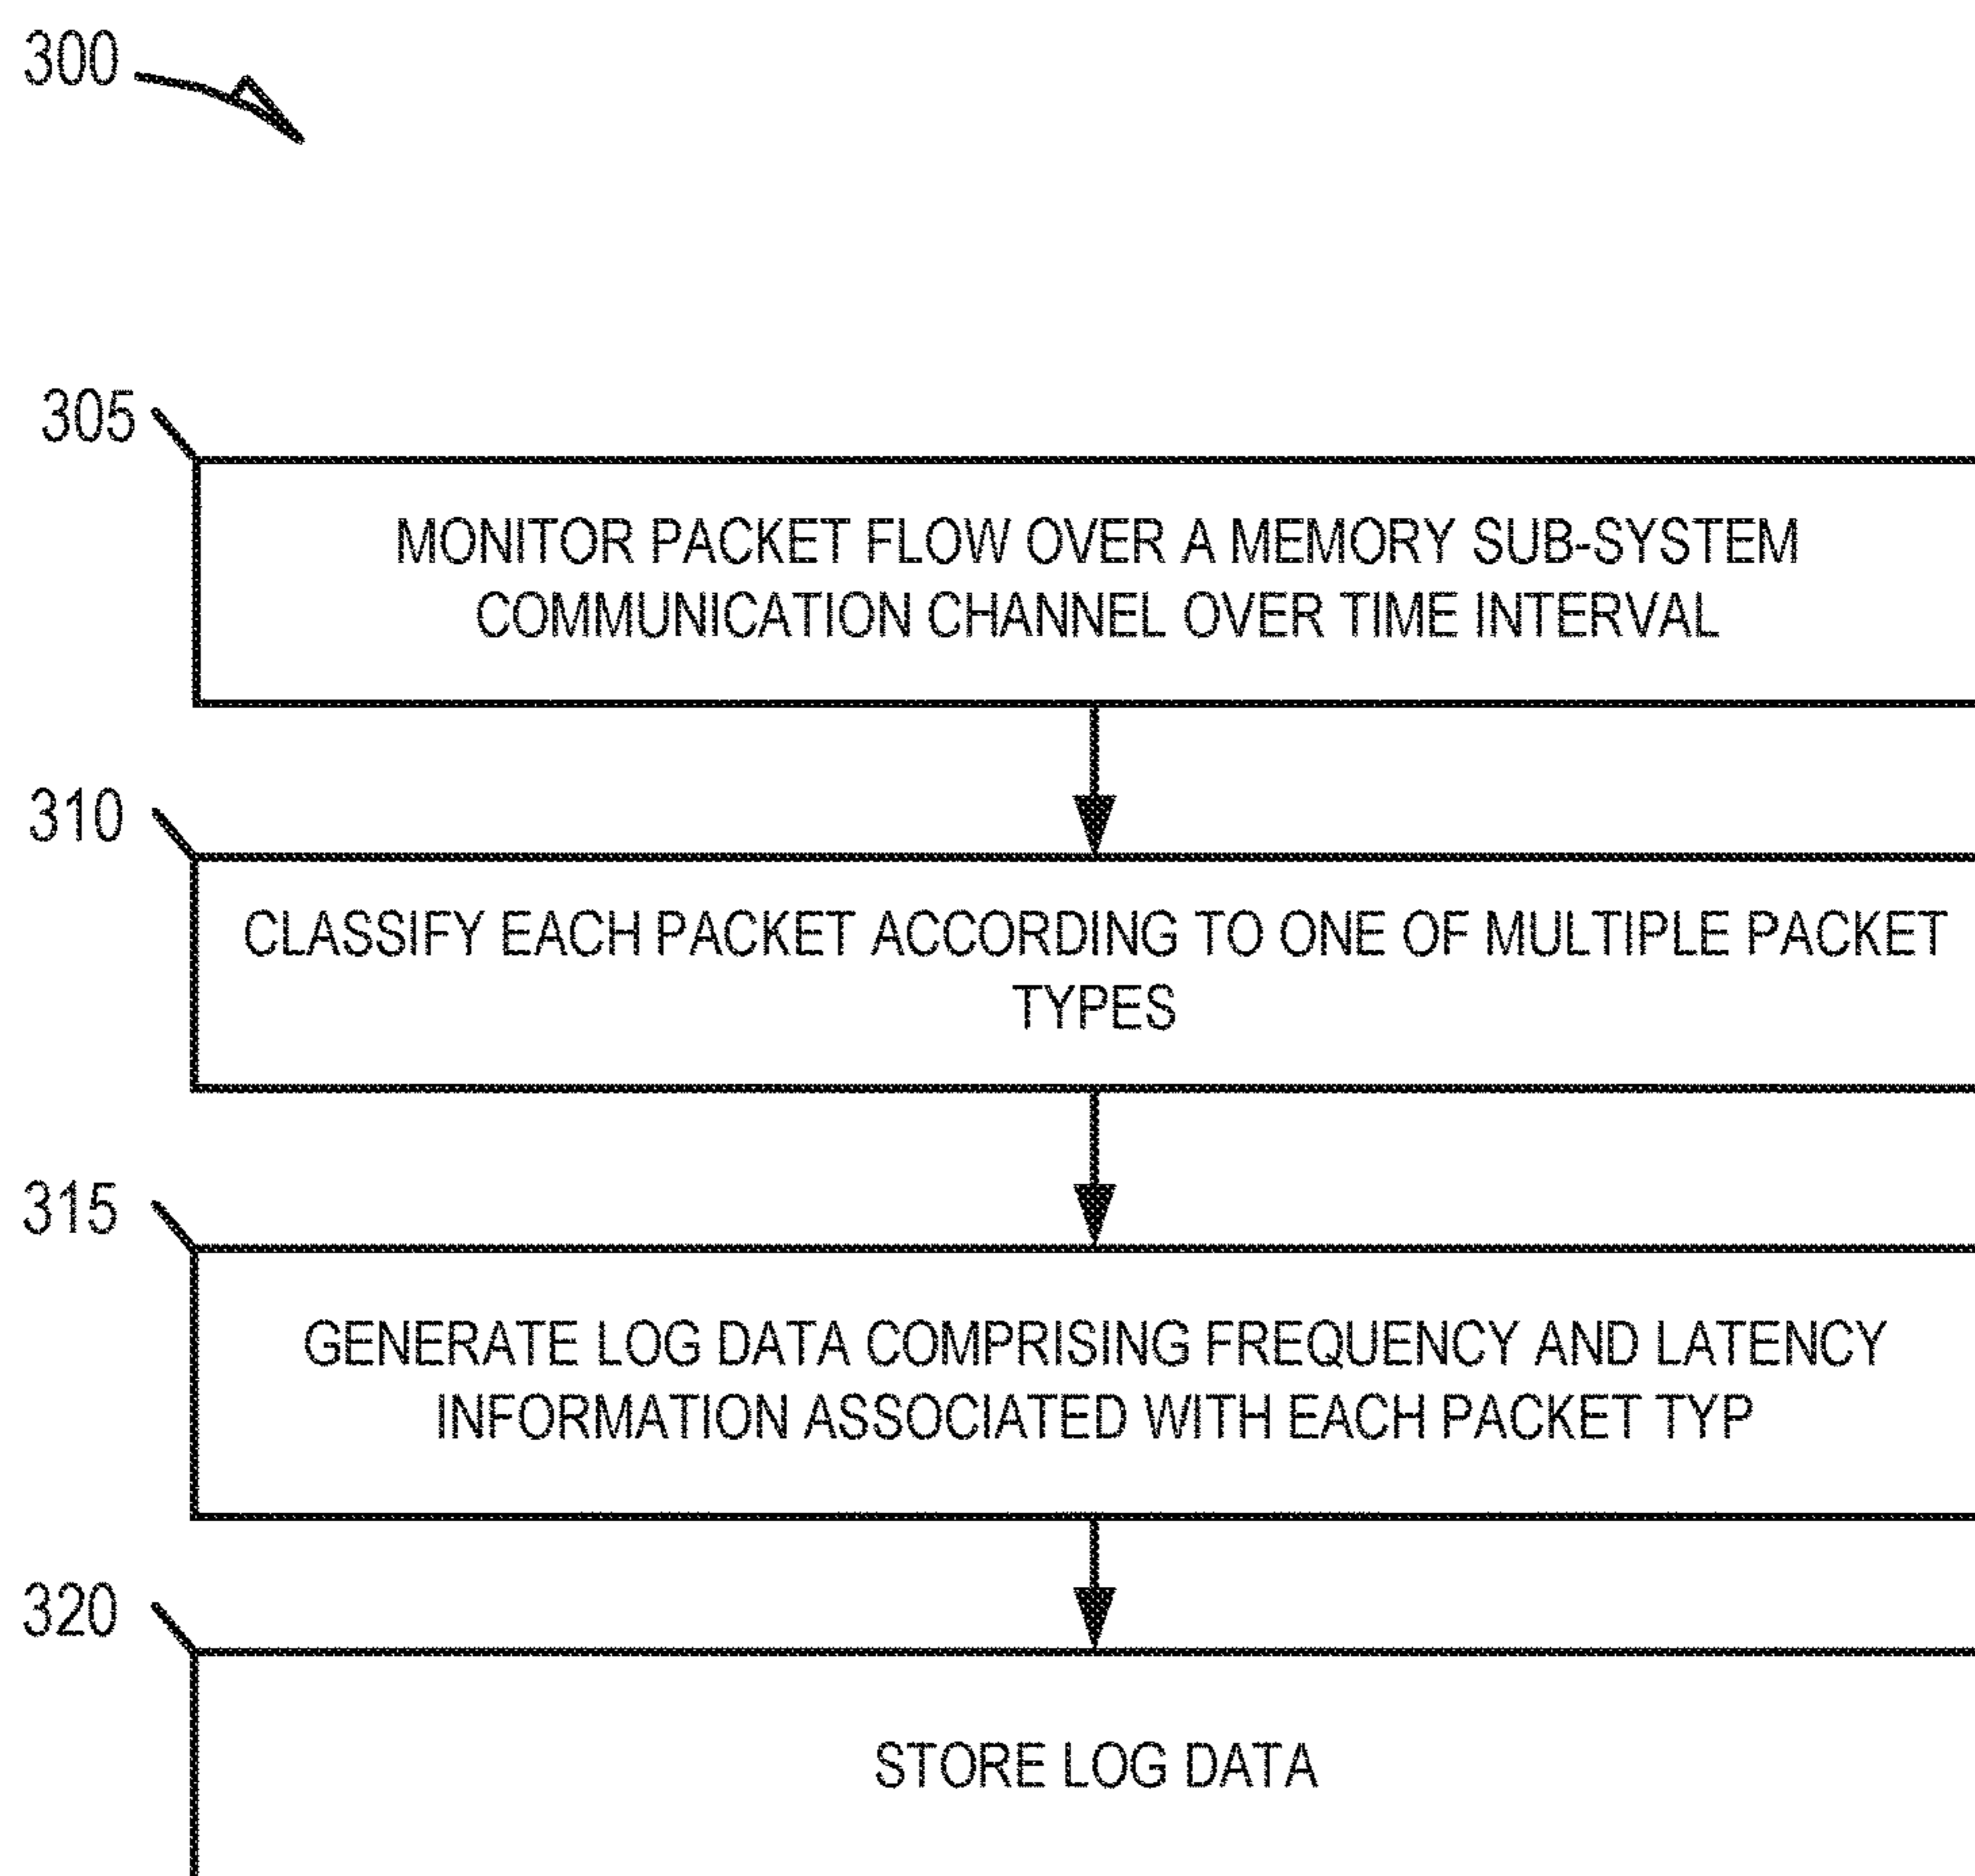 300
305
MONITOR PACKET FLOW OVER A MEMORY SUB-SYSTEM
COMMUNICATION CHANNEL OVER TIME INTERVAL
310
CLASSIFY EACH PACKET ACCORDING TO ONE OF MULTIPLE PACKET
TYPES
315
GENERATE LOG DATA COMPRISING FREQUENCY AND LATENCY
INFORMATION ASSOCIATED WITH EACH PACKET TYP
320
STORE LOG DATA